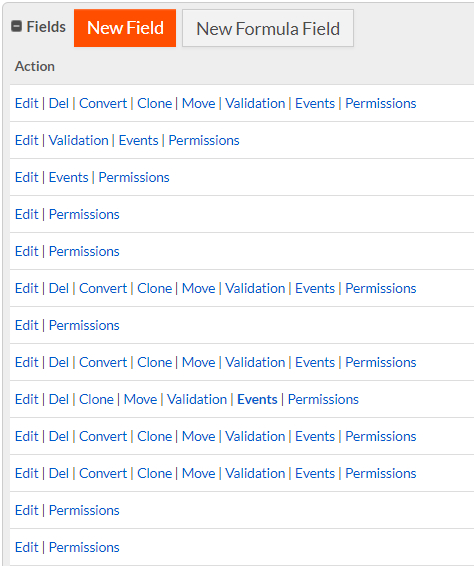 Fields New Field New Formula Field
Action
Edit | Del | Convert | Clone | Move | Validation | Events | Permissions
Edit | Validation | Events | Permissions
Edit | Events | Permissions
Edit | Permissions
Edit | Permissions
Edit | Del | Convert | Clone | Move | Validation | Events | Permissions
Edit | Permissions
Edit | Del | Convert | Clone | Move | Validation | Events | Permissions
Edit | Del | Clone | Move | Validation | Events | Permissions
Edit | Del | Convert | Clone | Move | Validation | Events | Permissions
Edit | Del | Convert | Clone | Move | Validation | Events | Permissions
Edit | Permissions
Edit | Permissions